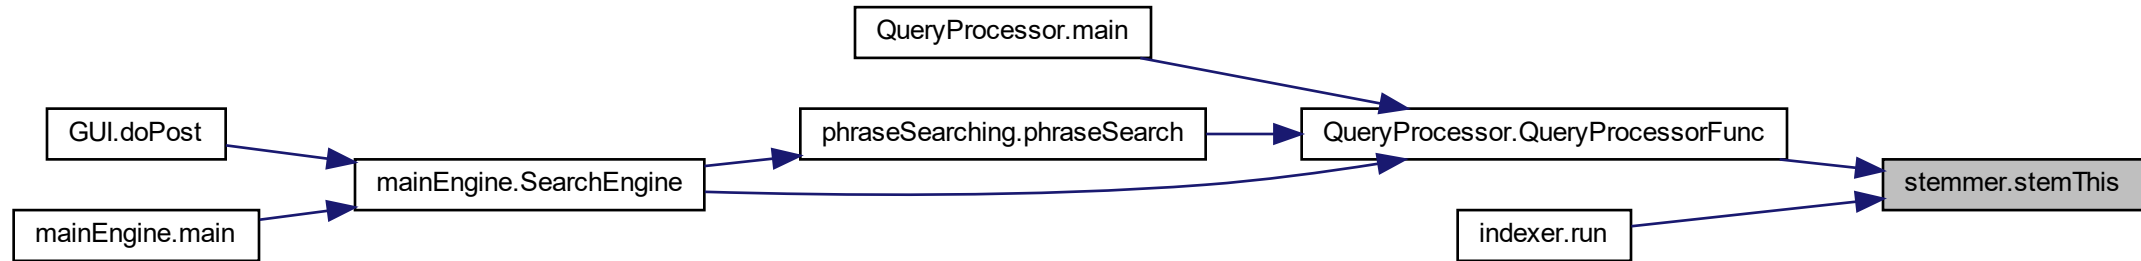 QueryProcessor.main
GUI.doPost
phraseSearching.phraseSearch
QueryProcessor.QueryProcessorFunc
mainEngine.SearchEngine
stemmer.stemThis
mainEngine.main
indexer.run